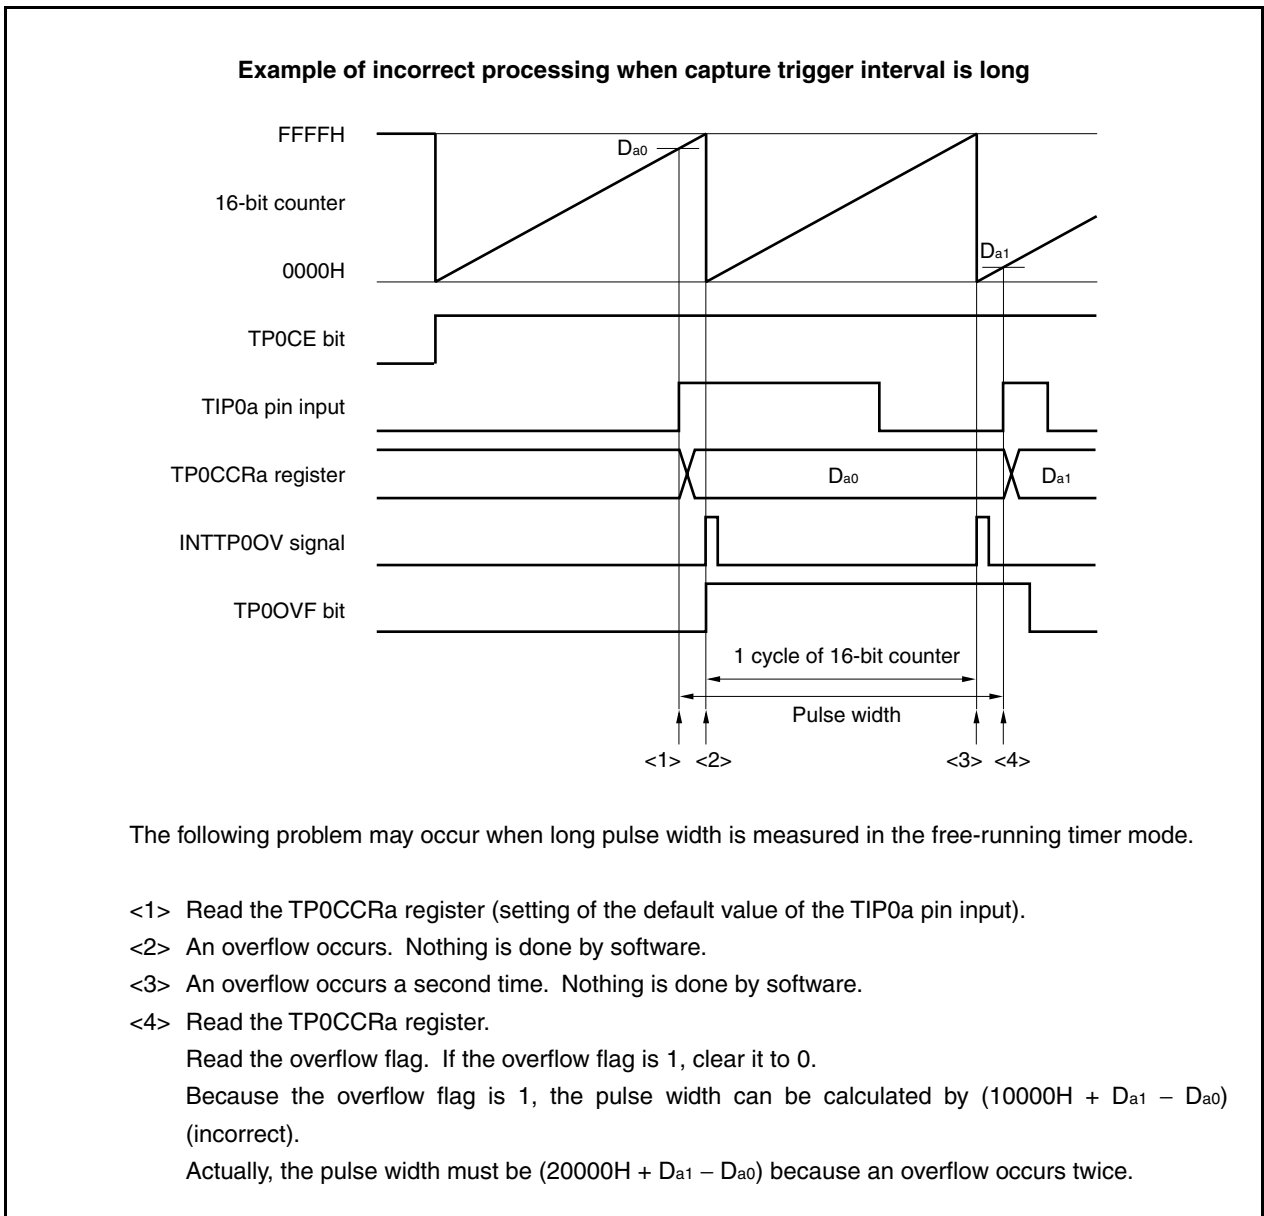 Example of incorrect processing when capture trigger interval is long
FFFFH
Da0
16-bit counter
Da1
0000H
TP0CE bit
TIP0a pin input
TP0CCRa register
Da0
Da1
INTTP0OV signal
TP0OVF bit
1 cycle of 16-bit counter
Pulse width
<1> <2> <3> <4>
The following problem may occur when long pulse width is measured in the free-running timer mode.
<1> Read the TP0CCRa register (setting of the default value of the TIP0a pin input).
<2> An overflow occurs. Nothing is done by software.
<3> An overflow occurs a second time. Nothing is done by software.
<4> Read the TP0CCRa register.
Read the overflow flag. If the overflow flag is 1, clear it to 0.
Because the overflow flag is 1, the pulse width can be calculated by (10000H + Da1 − Da0)
(incorrect).
Actually, the pulse width must be (20000H + Da1 − Da0) because an overflow occurs twice.